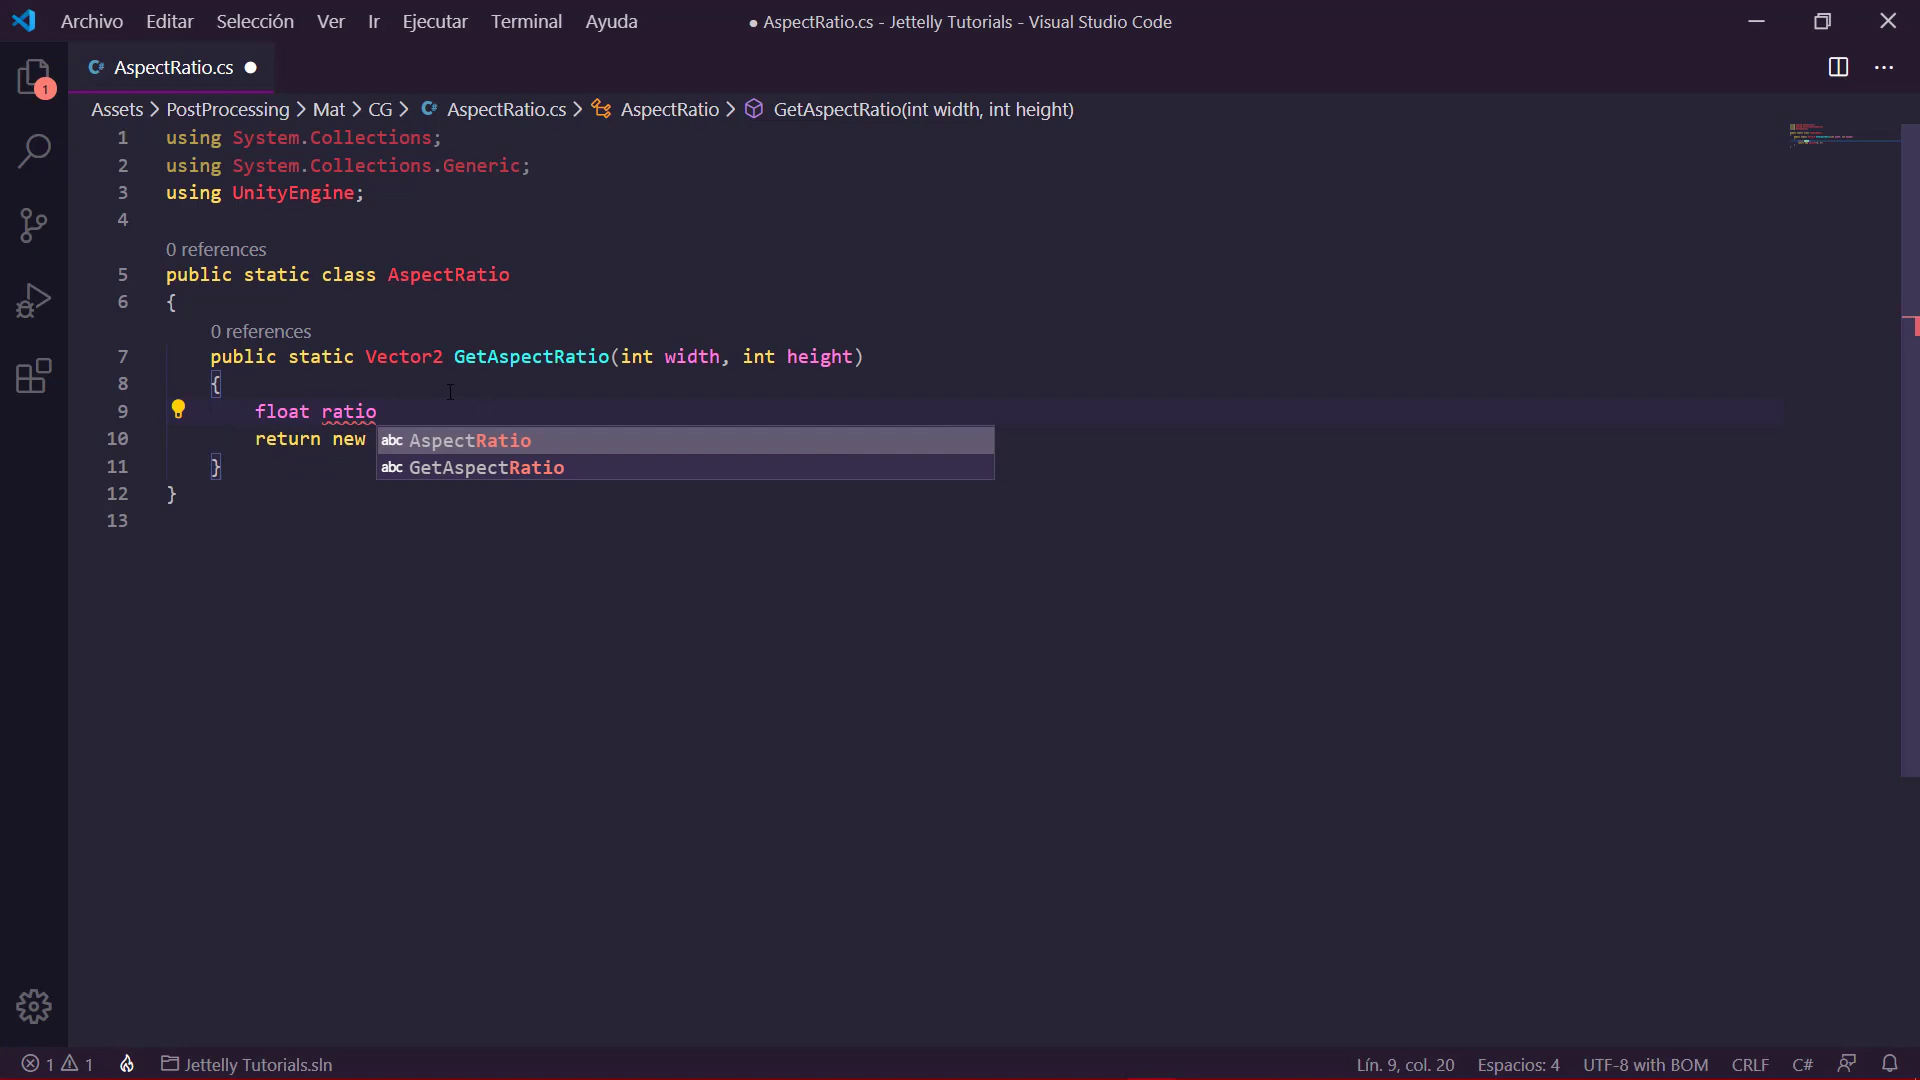 Archivo Editar Selección Ver Ir Ejecutar Terminal Ayuda ● AspectRatio.cs - Jettelly Tutorials - Visual Studio Code
C# AspectRatio.cs ●
1
Assets > PostProcessing > Mat > CG > C# AspectRatio.cs > AspectRatio > GetAspectRatio(int width, int height)
1 using System.Collections;
2 using System.Collections.Generic;
3 using UnityEngine;
4
0 references
5 public static class AspectRatio
6 {
0 references
7 public static Vector2 GetAspectRatio(int width, int height)
8 {
9 float ratio
10 return new
abc AspectRatio
abc GetAspectRatio
11 }
12 }
13
1 1 Jettelly Tutorials.sln Lín. 9, col. 20 Espacios: 4 UTF-8 with BOM CRLF C#